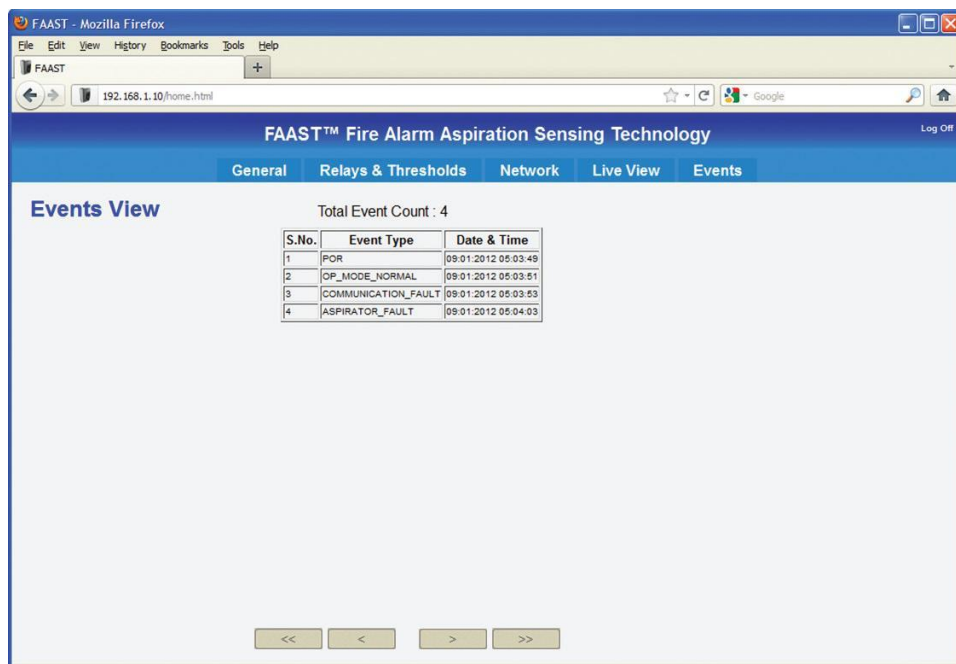 FAAST - Mozilla Firefox
File Edit View History Bookmarks Tools Help
FAAST
192.168.1.10/home.html Google
FAAST™ Fire Alarm Aspiration Sensing Technology Log Off
General Relays & Thresholds Network Live View Events
Events View Total Event Count : 4
S.No. Event Type Date & Time
1 POR 09:01:2012 05:03:49
2 OP_MODE_NORMAL 09:01:2012 05:03:51
3 COMMUNICATION_FAULT 09:01:2012 05:03:53
4 ASPIRATOR_FAULT 09:01:2012 05:04:03
<< < > >>